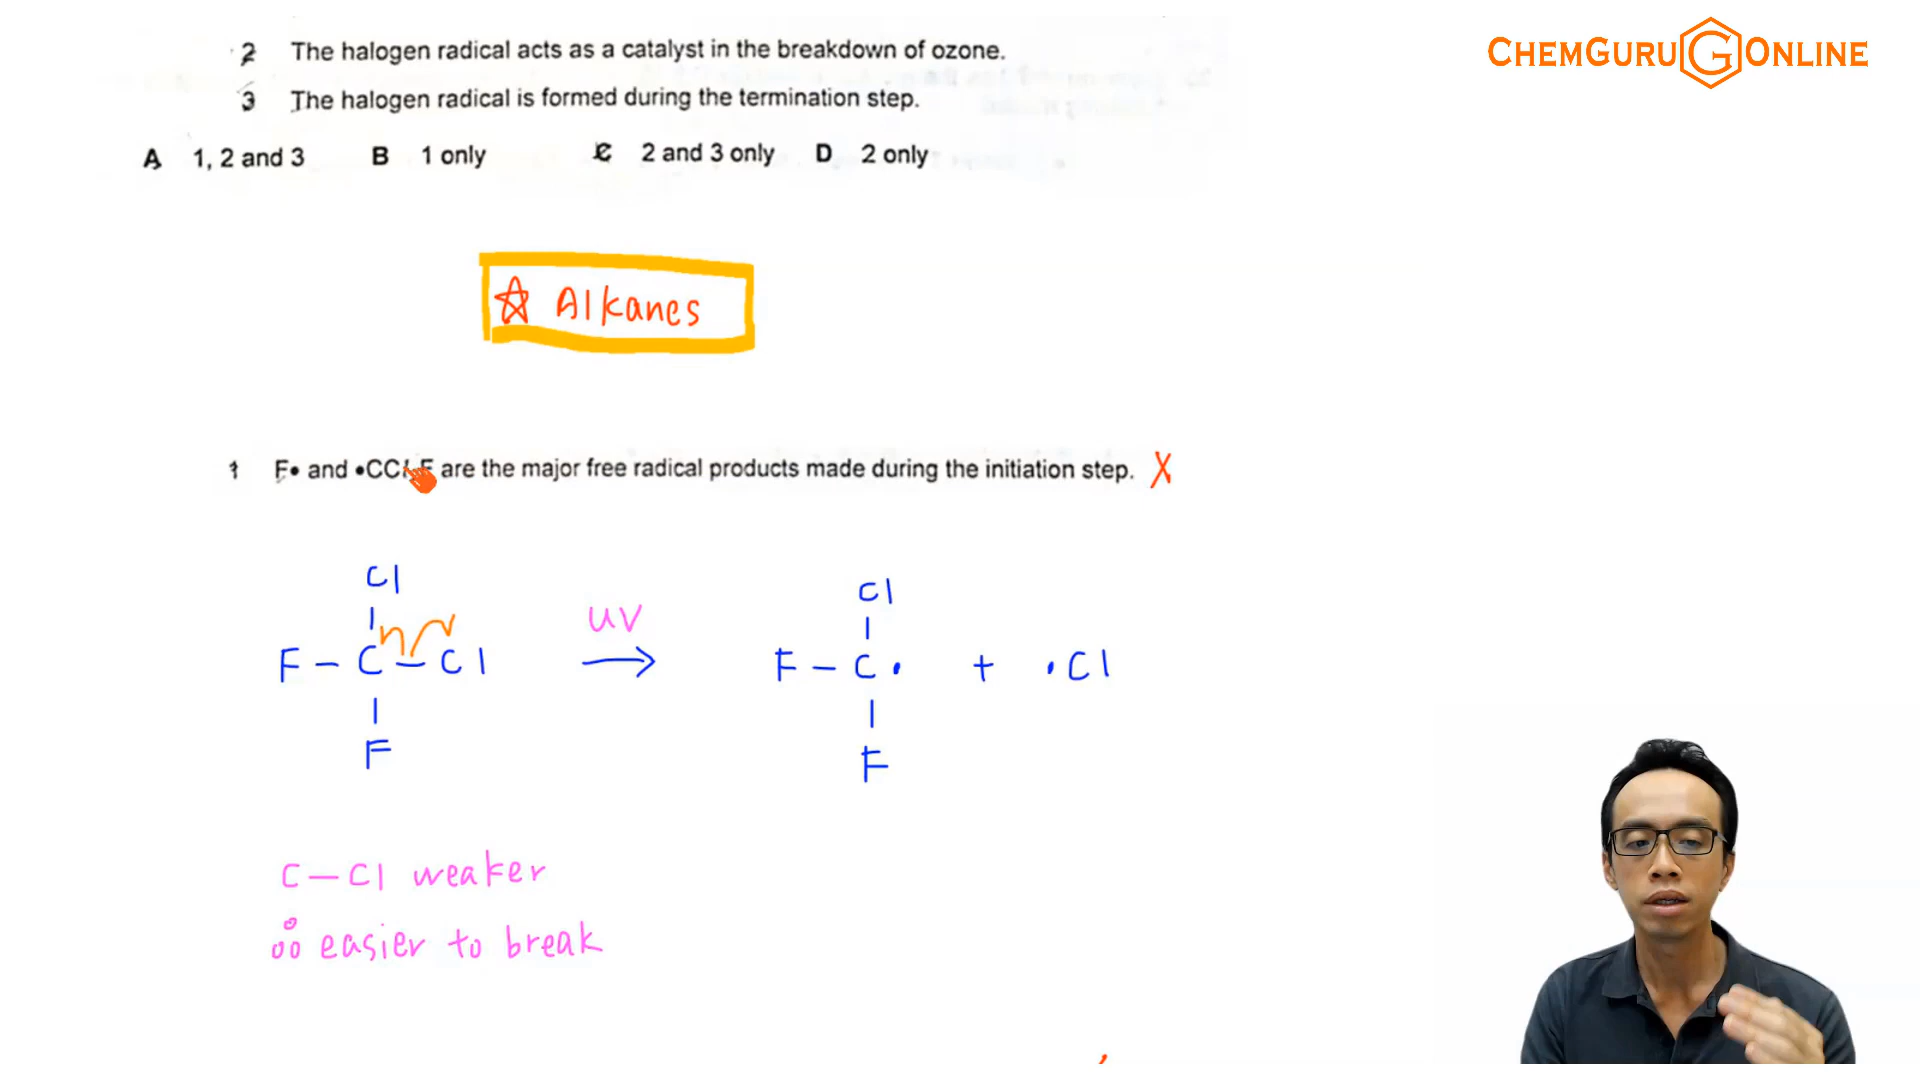 CHEMGURU G ONLINE
2 The halogen radical acts as a catalyst in the breakdown of ozone.
3 The halogen radical is formed during the termination step.
A 1, 2 and 3 B 1 only C 2 and 3 only D 2 only
☆ Alkanes
1 F• and •CC F are the major free radical products made during the initiation step. X
Cl Cl
UV
F – C – Cl → F – C • + •Cl
F F
C – Cl weaker
∴ easier to break